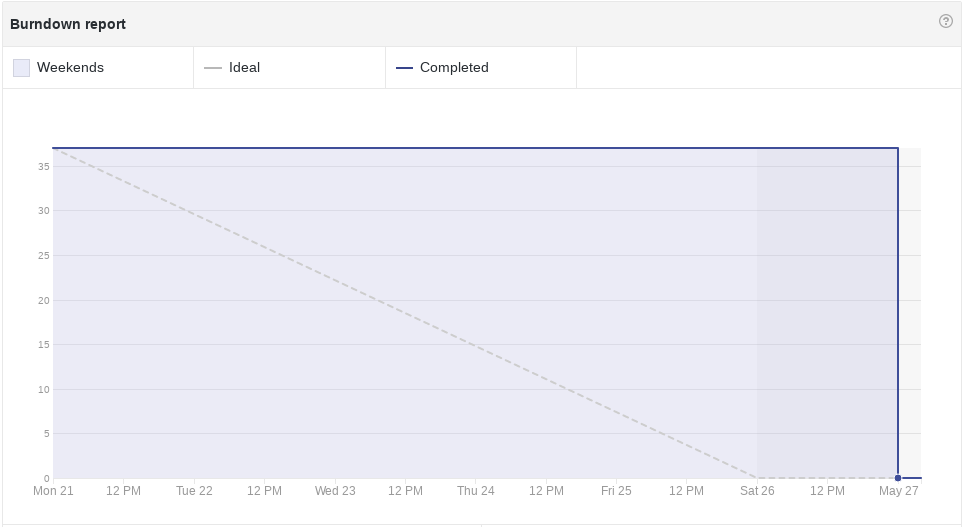 Burndown report
?
Weekends
Ideal
Completed
35
30
25
20
15
10
5
0
Mon 21 12 PM Tue 22 12 PM Wed 23 12 PM Thu 24 12 PM Fri 25 12 PM Sat 26 12 PM May 27